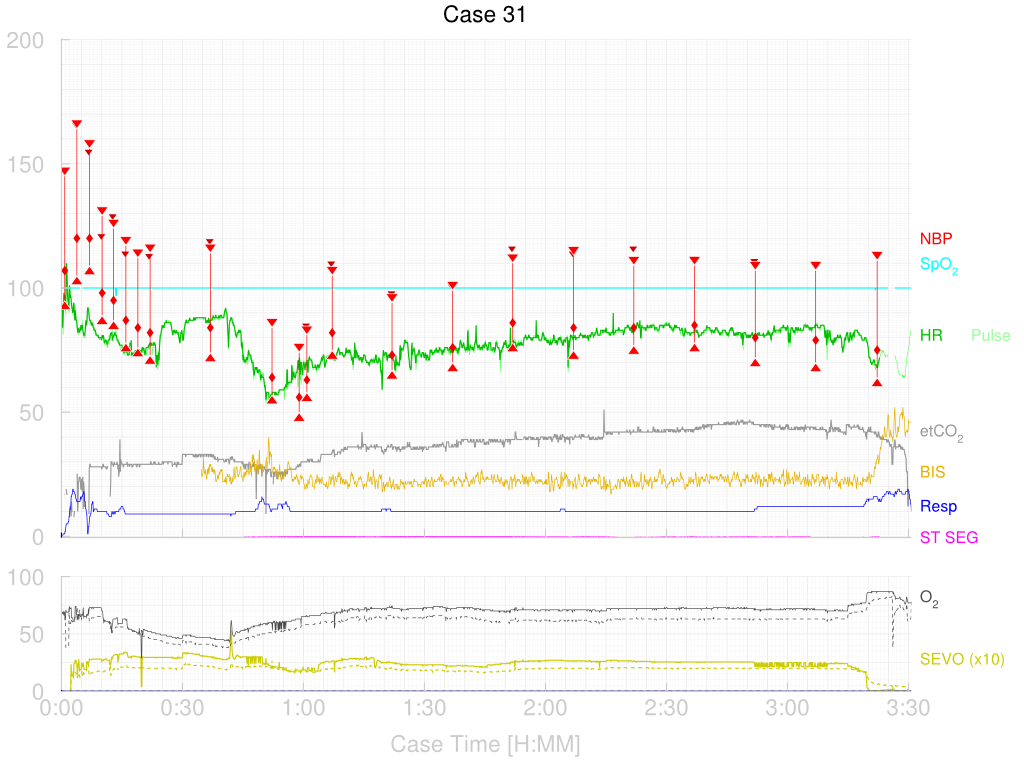 Case 31
200
150
100
50
0
NBP
SpO2
HR Pulse
etCO2
BIS
Resp
ST SEG
100
50
0
O2
SEVO (x10)
0:00 0:30 1:00 1:30 2:00 2:30 3:00 3:30
Case Time [H:MM]